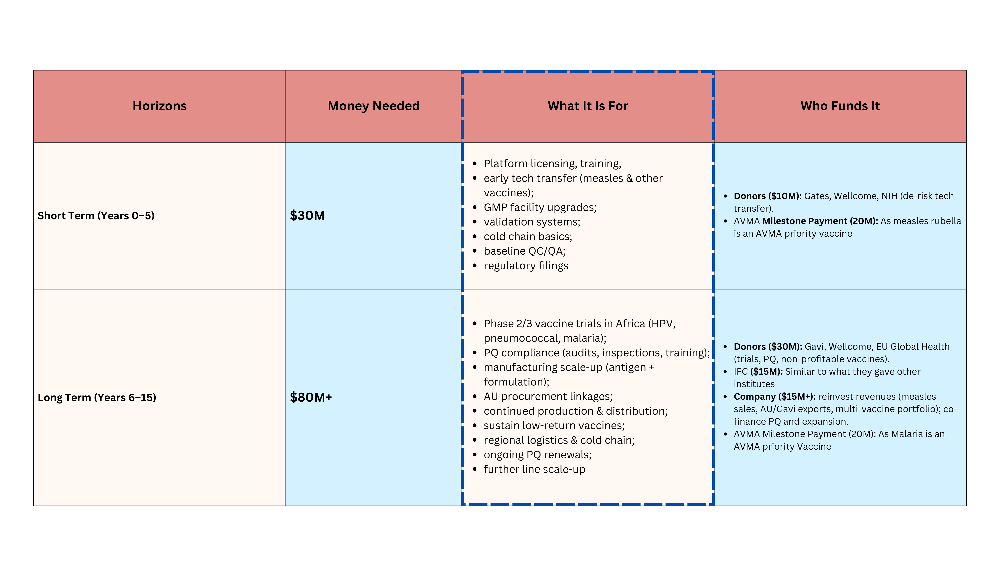 Horizons
Money Needed
What It Is For
Who Funds It
Short Term (Years 0–5)
$30M
• Platform licensing, training,
• early tech transfer (measles & other
vaccines);
• GMP facility upgrades;
• validation systems;
• cold chain basics;
• baseline QC/QA;
• regulatory filings
• Donors ($10M): Gates, Wellcome, NIH (de-risk tech
transfer).
• AVMA Milestone Payment (20M): As measles rubella
is an AVMA priority vaccine
Long Term (Years 6–15)
$80M+
• Phase 2/3 vaccine trials in Africa (HPV,
pneumococcal, malaria);
• PQ compliance (audits, inspections, training);
• manufacturing scale-up (antigen +
formulation);
• AU procurement linkages;
• continued production & distribution;
• sustain low-return vaccines;
• regional logistics & cold chain;
• ongoing PQ renewals;
• further line scale-up
• Donors ($30M): Gavi, Wellcome, EU Global Health
(trials, PQ, non-profitable vaccines).
• IFC ($15M): Similar to what they gave other
institutes
• Company ($15M+): reinvest revenues (measles
sales, AU/Gavi exports, multi-vaccine portfolio); co-
finance PQ and expansion.
• AVMA Milestone Payment (20M): As Malaria is an
AVMA priority Vaccine